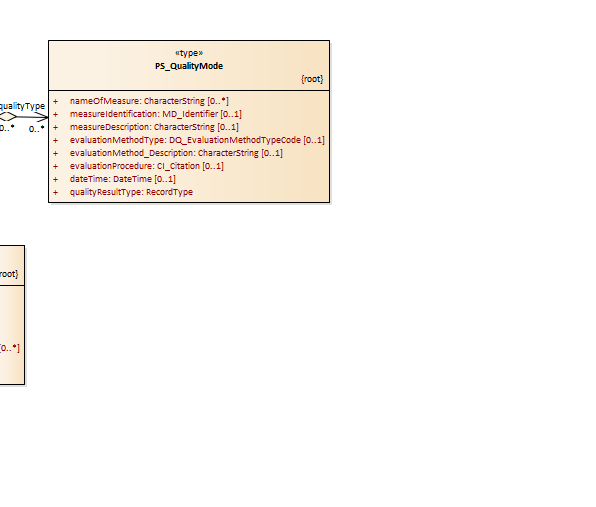 «type»
PS_QualityMode
{root}
qualityType
0..*
0..*
+ nameOfMeasure: CharacterString [0..*]
+ measureIdentification: MD_Identifier [0..1]
+ measureDescription: CharacterString [0..1]
+ evaluationMethodType: DQ_EvaluationMethodTypeCode [0..1]
+ evaluationMethod_Description: CharacterString [0..1]
+ evaluationProcedure: CI_Citation [0..1]
+ dateTime: DateTime [0..1]
+ qualityResultType: RecordType
root}
[0..*]